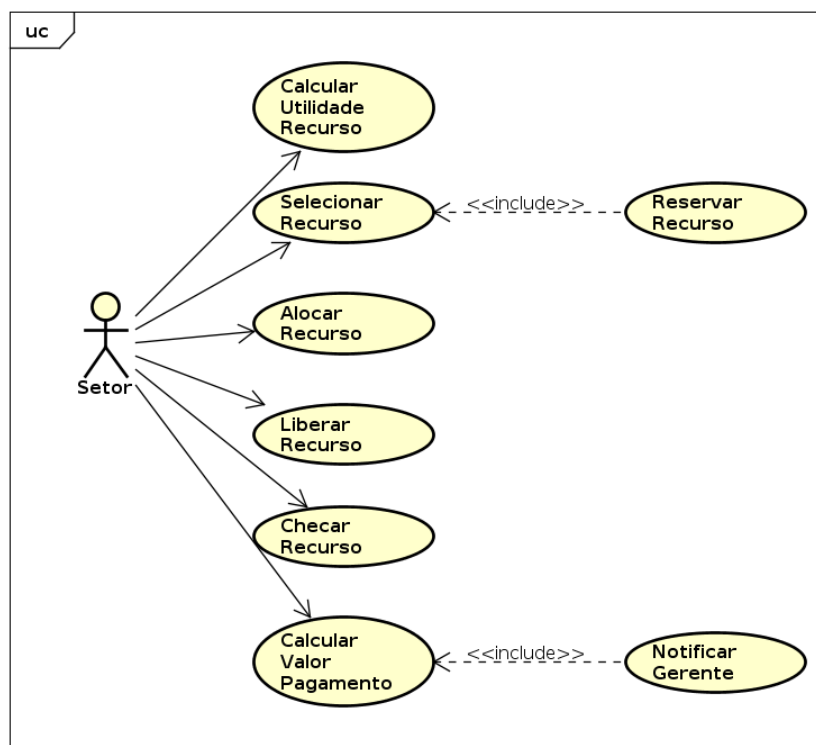 uc
Calcular
Utilidade
Recurso
Selecionar
Recurso
<<include>>
Reservar
Recurso
Alocar
Recurso
Setor
Liberar
Recurso
Checar
Recurso
Calcular
Valor
Pagamento
<<include>>
Notificar
Gerente